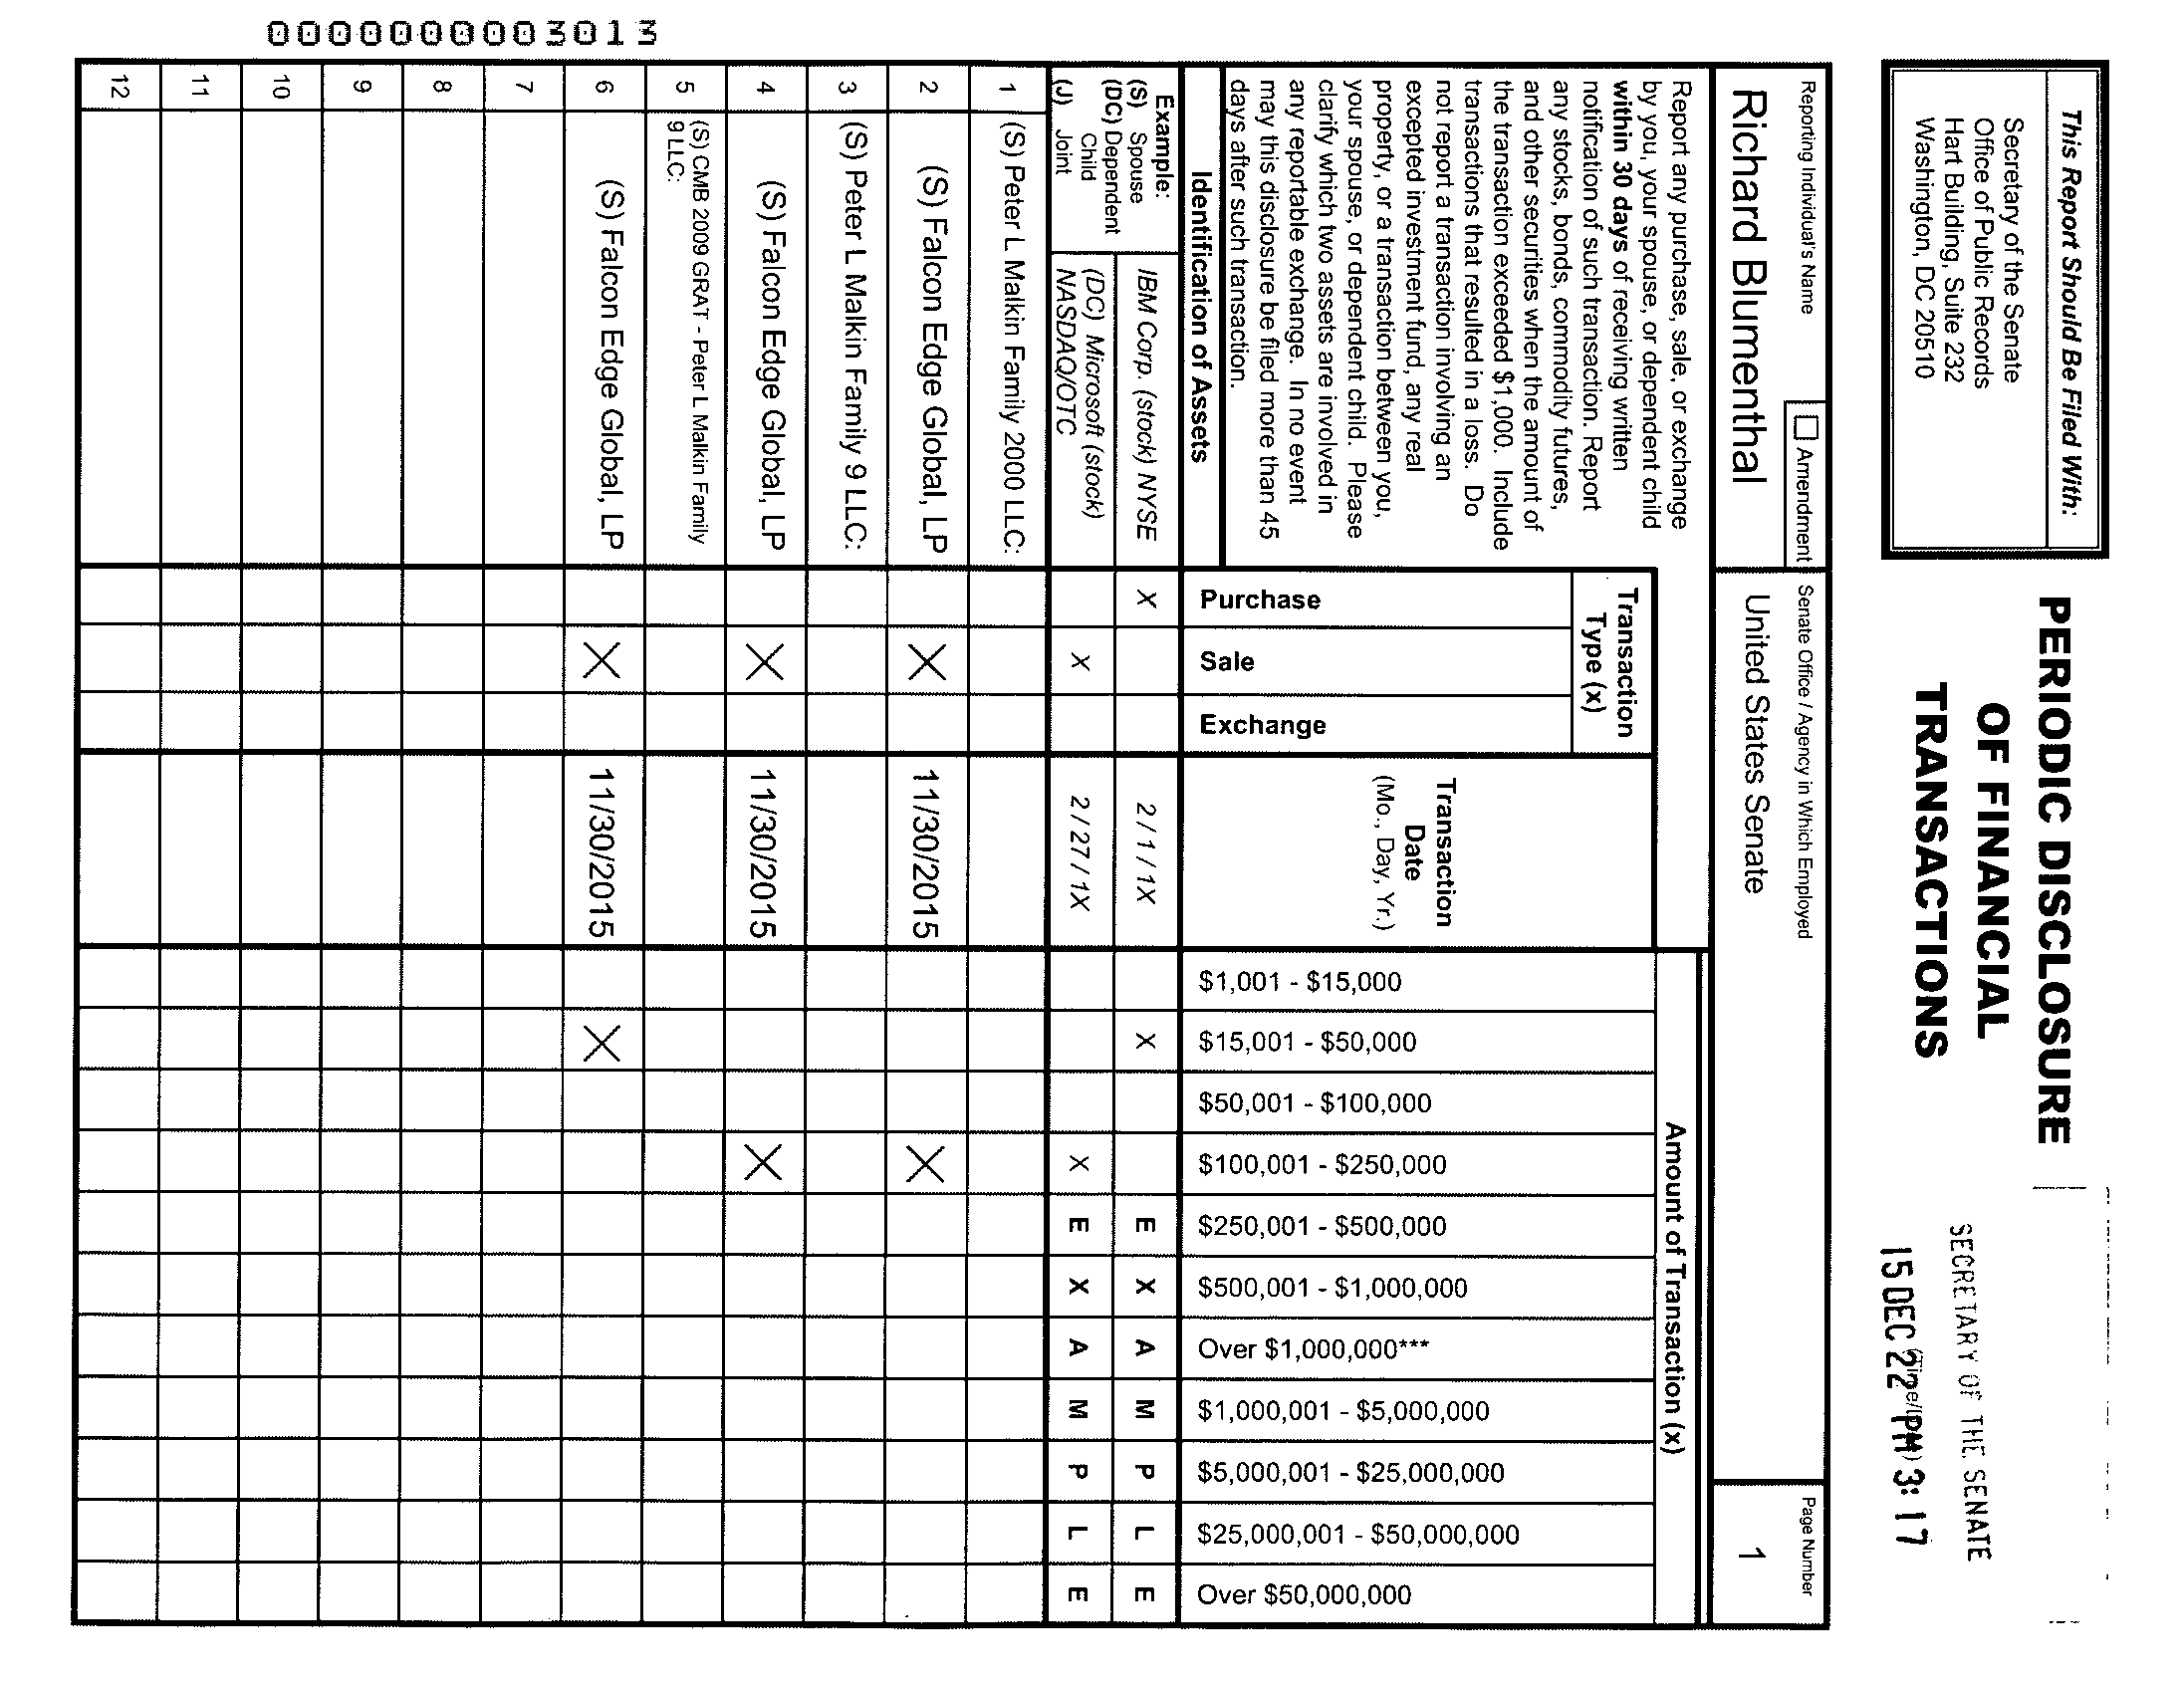 0000000003013
This Report Should Be Filed With:
Secretary of the Senate
Office of Public Records
Hart Building, Suite 232
Washington, DC 20510
PERIODIC DISCLOSURE
OF FINANCIAL
TRANSACTIONS
SECRETARY OF THE SENATE
15 DEC 22 PM 3: 17
Reporting Individual's Name
Amendment
Senate Office / Agency in Which Employed
Page Number
Richard Blumenthal
United States Senate
1
Report any purchase, sale, or exchange
by you, your spouse, or dependent child
within 30 days of receiving written
notification of such transaction. Report
any stocks, bonds, commodity futures,
and other securities when the amount of
the transaction exceeded $1,000. Include
transactions that resulted in a loss. Do
not report a transaction involving an
excepted investment fund, any real
property, or a transaction between you,
your spouse, or dependent child. Please
clarify which two assets are involved in
any reportable exchange. In no event
may this disclosure be filed more than 45
days after such transaction.
Identification of Assets
Transaction
Type (x)
Purchase
Sale
Exchange
Transaction
Date
(Mo., Day, Yr.)
Amount of Transaction (x)
$1,001 - $15,000
$15,001 - $50,000
$50,001 - $100,000
$100,001 - $250,000
$250,001 - $500,000
$500,001 - $1,000,000
Over $1,000,000***
$1,000,001 - $5,000,000
$5,000,001 - $25,000,000
$25,000,001 - $50,000,000
Over $50,000,000
Example:
(S) Spouse
(DC) Dependent
Child
(J) Joint
IBM Corp. (stock) NYSE X 2 / 1 / 1X X E X A M P L E
(DC) Microsoft (stock)
NASDAQ/OTC X 2 / 27 / 1X X E X A M P L E
1 (S) Peter L Malkin Family 2000 LLC:
2 (S) Falcon Edge Global, LP X 11/30/2015 X
3 (S) Peter L Malkin Family 9 LLC:
4 (S) Falcon Edge Global, LP X 11/30/2015 X
5 (S) CMB 2009 GRAT - Peter L Malkin Family
9 LLC:
6 (S) Falcon Edge Global, LP X 11/30/2015 X
7
8
9
10
11
12